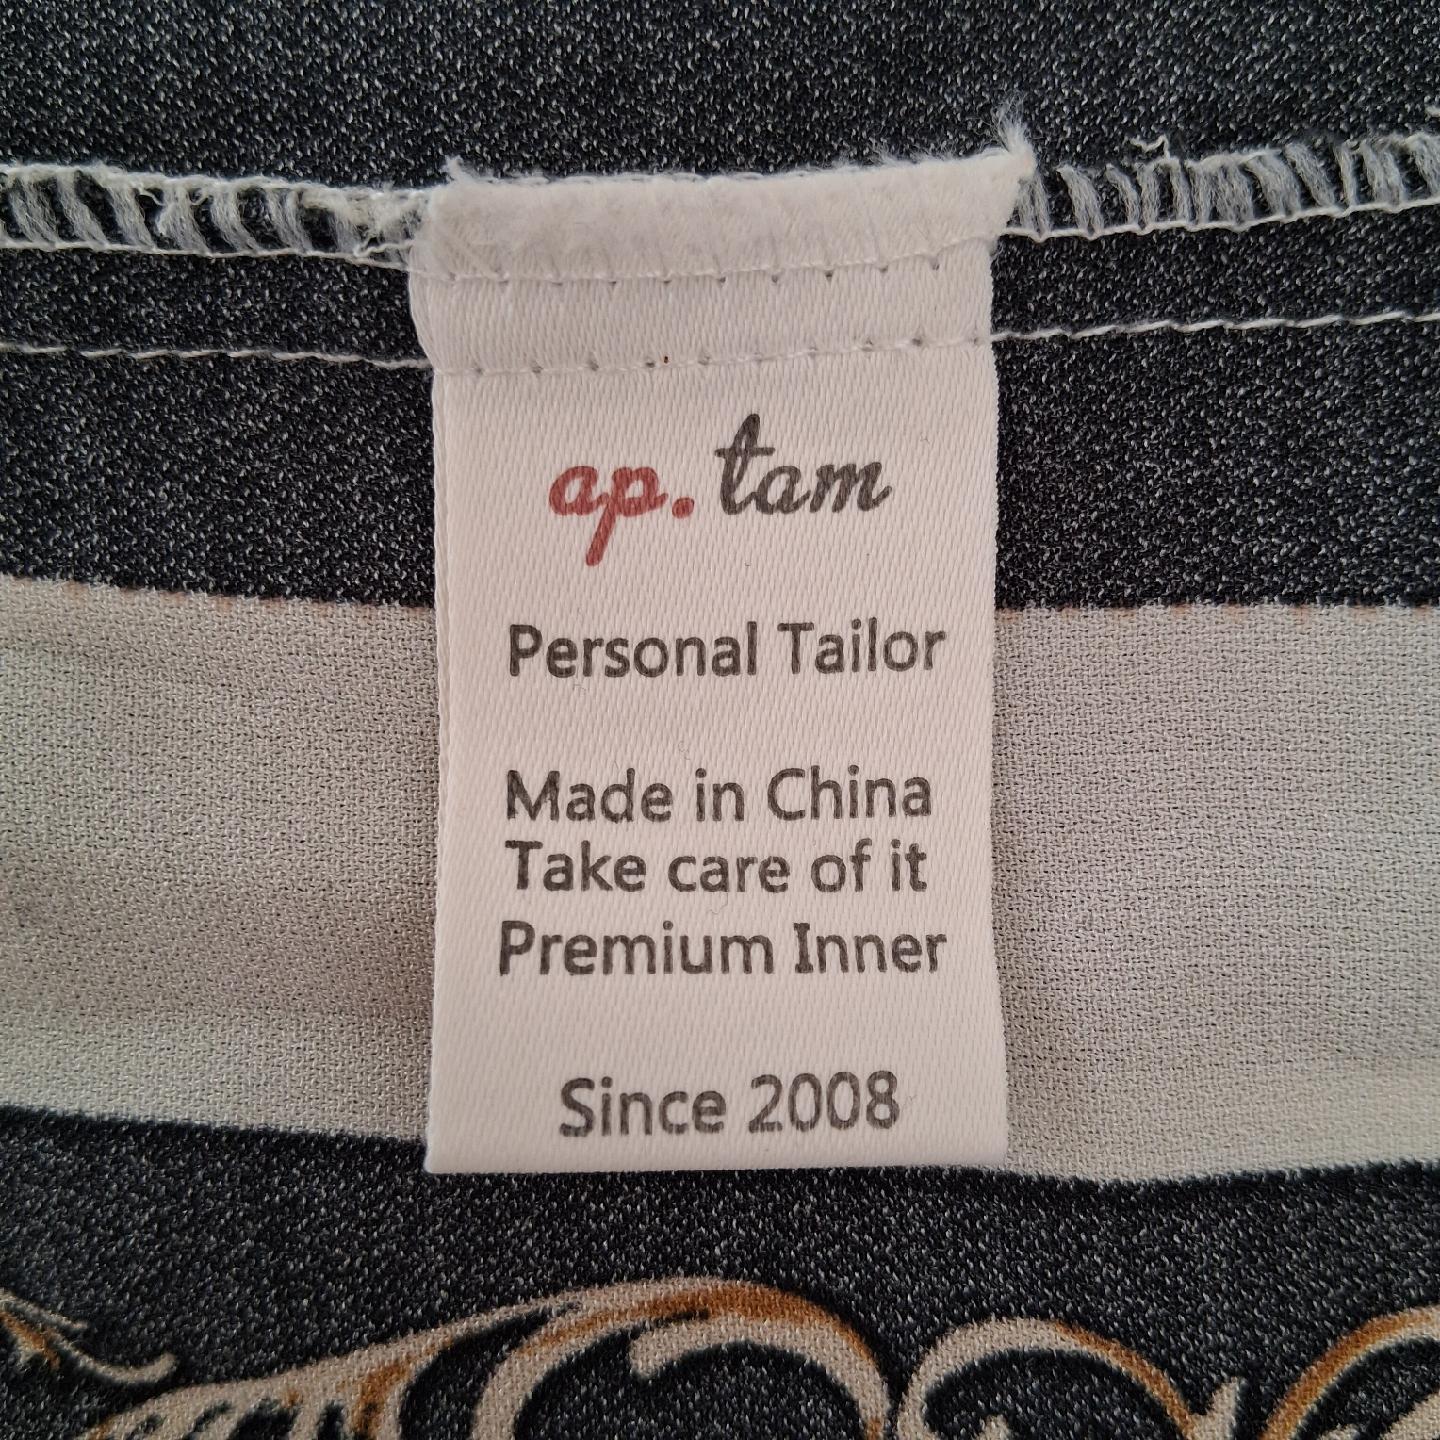 ap. tam
Personal Tailor
Made in China
Take care of it
Premium Inner
Since 2008